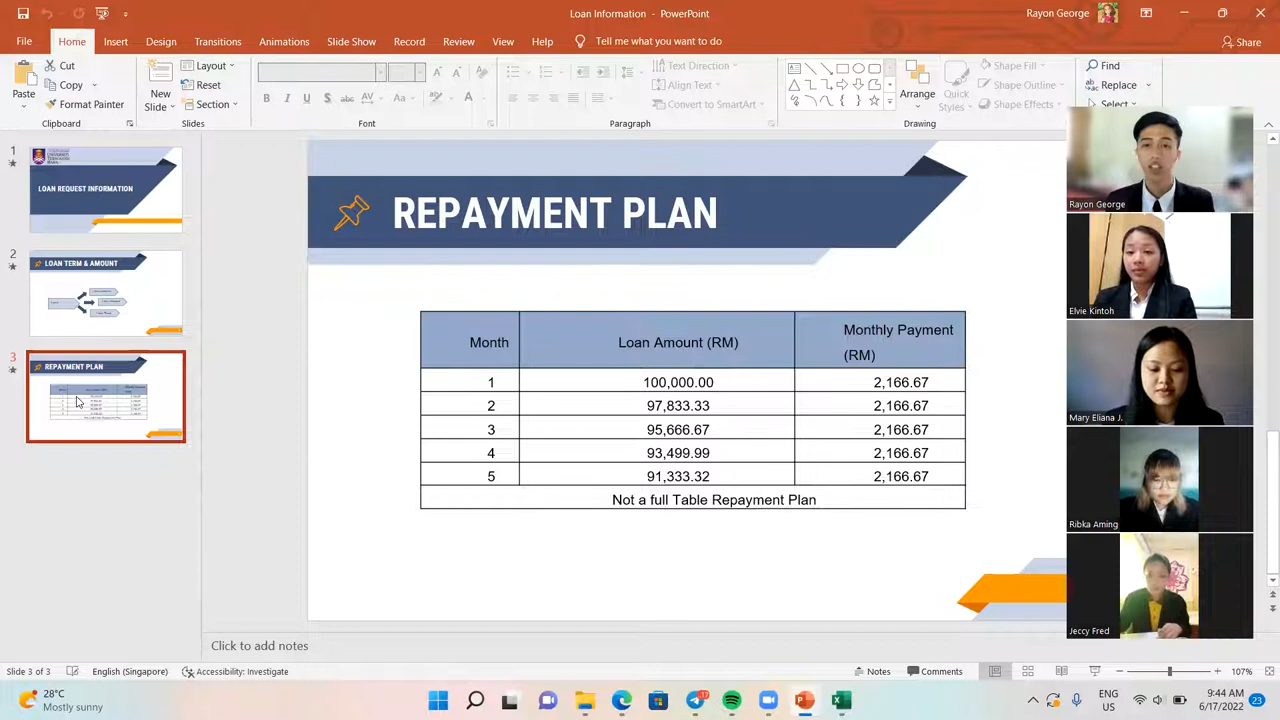 Loan Information - PowerPoint
Rayon George
File Home Insert Design Transitions Animations Slide Show Record Review View Help Tell me what you want to do
Share
Paste
Cut
Copy
Format Painter
Clipboard
New Slide
Layout
Reset
Section
Slides
B I U S AV Aa A
Font
Text Direction
Align Text
Convert to SmartArt
Paragraph
Arrange
Quick Styles
Shape Fill
Shape Outline
Shape Effects
Drawing
Find
Replace
Select
1
LOAN REQUEST INFORMATION
2
LOAN TERM & AMOUNT
3
REPAYMENT PLAN
REPAYMENT PLAN
Month Loan Amount (RM) Monthly Payment (RM)
1 100,000.00 2,166.67
2 97,833.33 2,166.67
3 95,666.67 2,166.67
4 93,499.99 2,166.67
5 91,333.32 2,166.67
Not a full Table Repayment Plan
Rayon George
Elvie Kintoh
Mary Eliana J.
Ribka Aming
Jeccy Fred
Click to add notes
Slide 3 of 3 English (Singapore) Accessibility: Investigate Notes Comments 107%
28°C
Mostly sunny
ENG
US
9:44 AM
6/17/2022
23